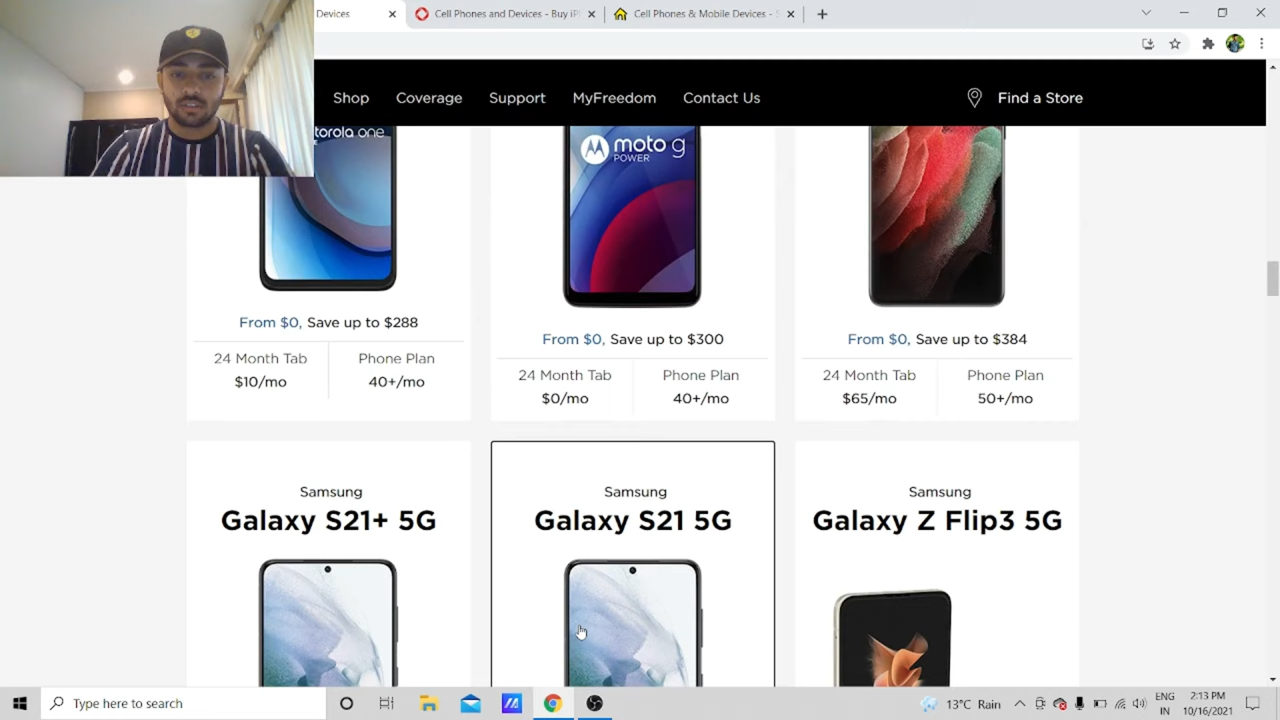 Devices
Cell Phones and Devices - Buy iP
Cell Phones & Mobile Devices -
Shop
Coverage
Support
MyFreedom
Contact Us
Find a Store
torola one
moto g
POWER
From $0, Save up to $288
24 Month Tab
$10/mo
Phone Plan
40+/mo
From $0, Save up to $300
24 Month Tab
$0/mo
Phone Plan
40+/mo
From $0, Save up to $384
24 Month Tab
$65/mo
Phone Plan
50+/mo
Samsung
Galaxy S21+ 5G
Samsung
Galaxy S21 5G
Samsung
Galaxy Z Flip3 5G
Type here to search
13°C Rain
ENG
IN
2:13 PM
10/16/2021